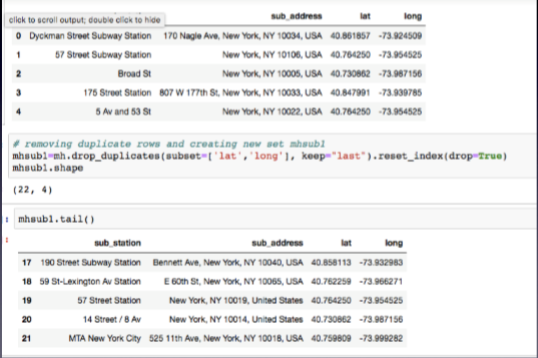 click to scroll output; double click to hide
sub_address lat long
0 Dyckman Street Subway Station 170 Nagle Ave, New York, NY 10034, USA 40.861857 -73.924509
1 57 Street Subway Station New York, NY 10106, USA 40.764250 -73.954525
2 Broad St New York, NY 10005, USA 40.730862 -73.987156
3 175 Street Station 807 W 177th St, New York, NY 10033, USA 40.847991 -73.939785
4 5 Av and 53 St New York, NY 10022, USA 40.764250 -73.954525
# removing duplicate rows and creating new set mhsub1
mhsub1=mh.drop_duplicates(subset=['lat','long'], keep="last").reset_index(drop=True)
mhsub1.shape
(22, 4)
mhsub1.tail()
sub_station sub_address lat long
17 190 Street Subway Station Bennett Ave, New York, NY 10040, USA 40.858113 -73.932983
18 59 St-Lexington Av Station E 60th St, New York, NY 10065, USA 40.762259 -73.966271
19 57 Street Station New York, NY 10019, United States 40.764250 -73.954525
20 14 Street / 8 Av New York, NY 10014, United States 40.730862 -73.987156
21 MTA New York City 525 11th Ave, New York, NY 10018, USA 40.759809 -73.999282